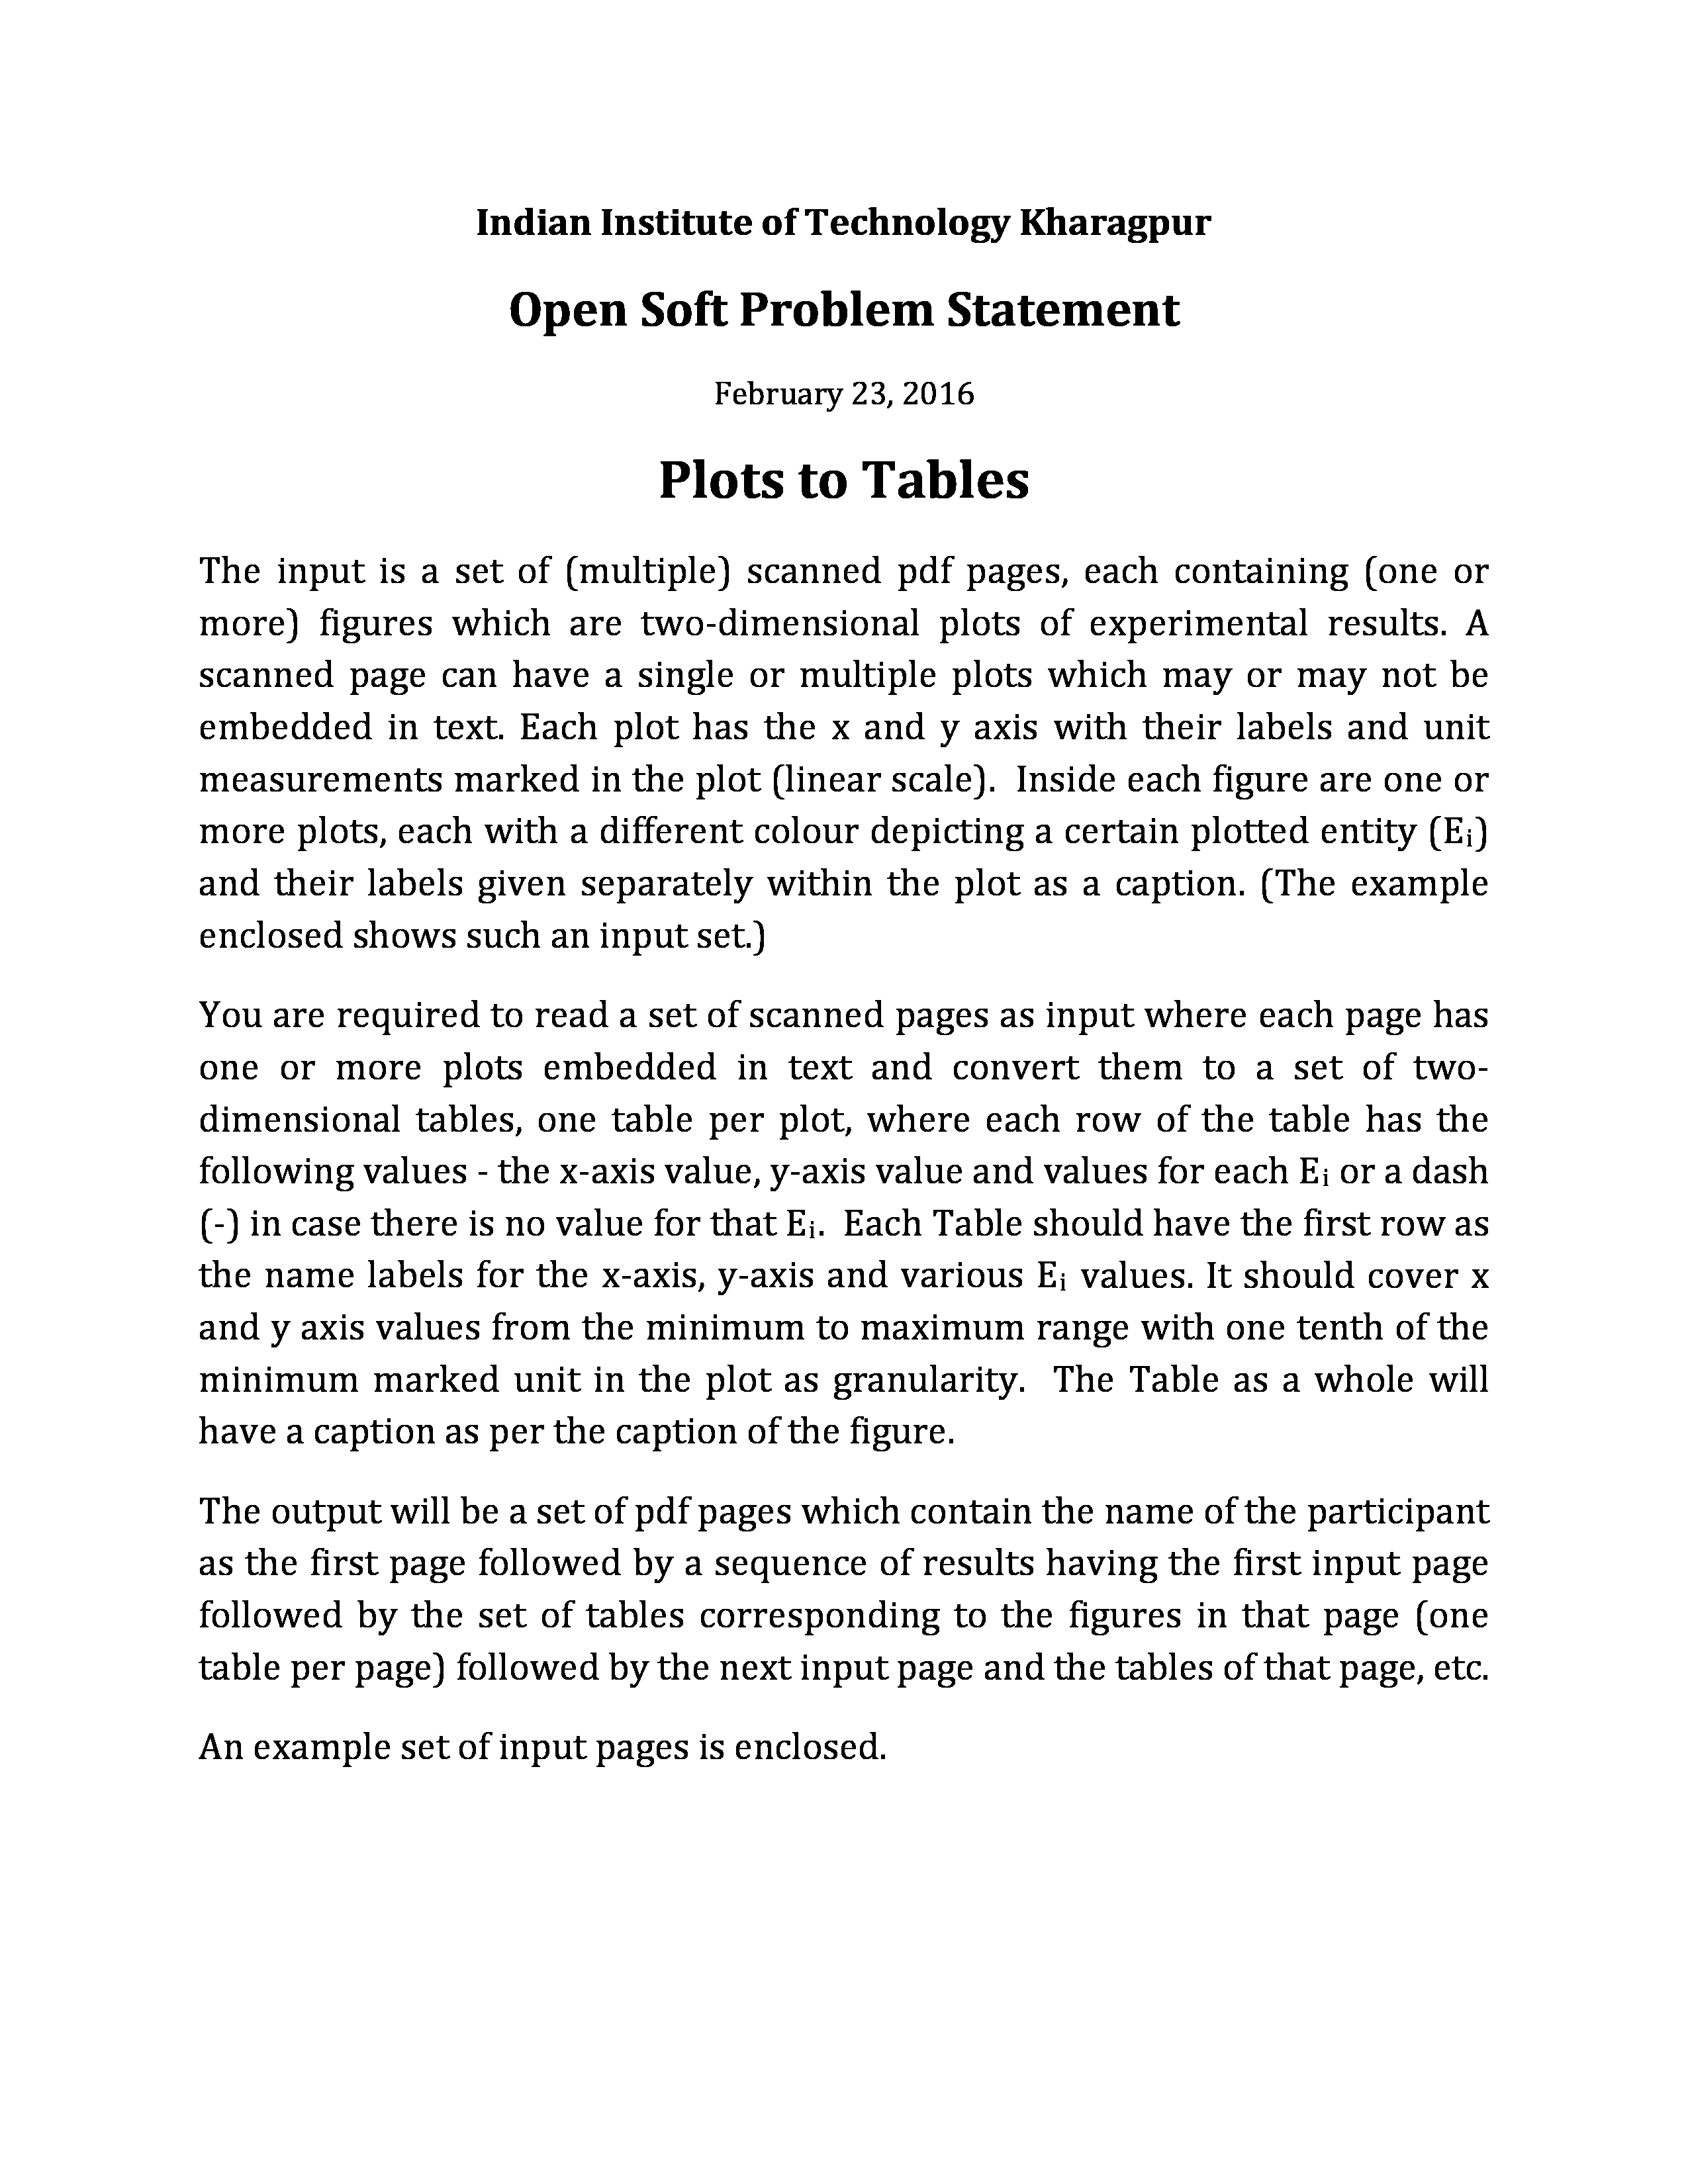 Indian Institute of Technology Kharagpur
Open Soft Problem Statement
February 23, 2016
Plots to Tables
The input is a set of (multiple) scanned pdf pages, each containing (one or
more) figures which are two-dimensional plots of experimental results. A
scanned page can have a single or multiple plots which may or may not be
embedded in text. Each plot has the x and y axis with their labels and unit
measurements marked in the plot (linear scale).  Inside each figure are one or
more plots, each with a different colour depicting a certain plotted entity (Ei)
and their labels given separately within the plot as a caption. (The example
enclosed shows such an input set.)
You are required to read a set of scanned pages as input where each page has
one or more plots embedded in text and convert them to a set of two-
dimensional tables, one table per plot, where each row of the table has the
following values - the x-axis value, y-axis value and values for each Ei or a dash
(-) in case there is no value for that Ei.  Each Table should have the first row as
the name labels for the x-axis, y-axis and various Ei values. It should cover x
and y axis values from the minimum to maximum range with one tenth of the
minimum marked unit in the plot as granularity.  The Table as a whole will
have a caption as per the caption of the figure.
The output will be a set of pdf pages which contain the name of the participant
as the first page followed by a sequence of results having the first input page
followed by the set of tables corresponding to the figures in that page (one
table per page) followed by the next input page and the tables of that page, etc.
An example set of input pages is enclosed.